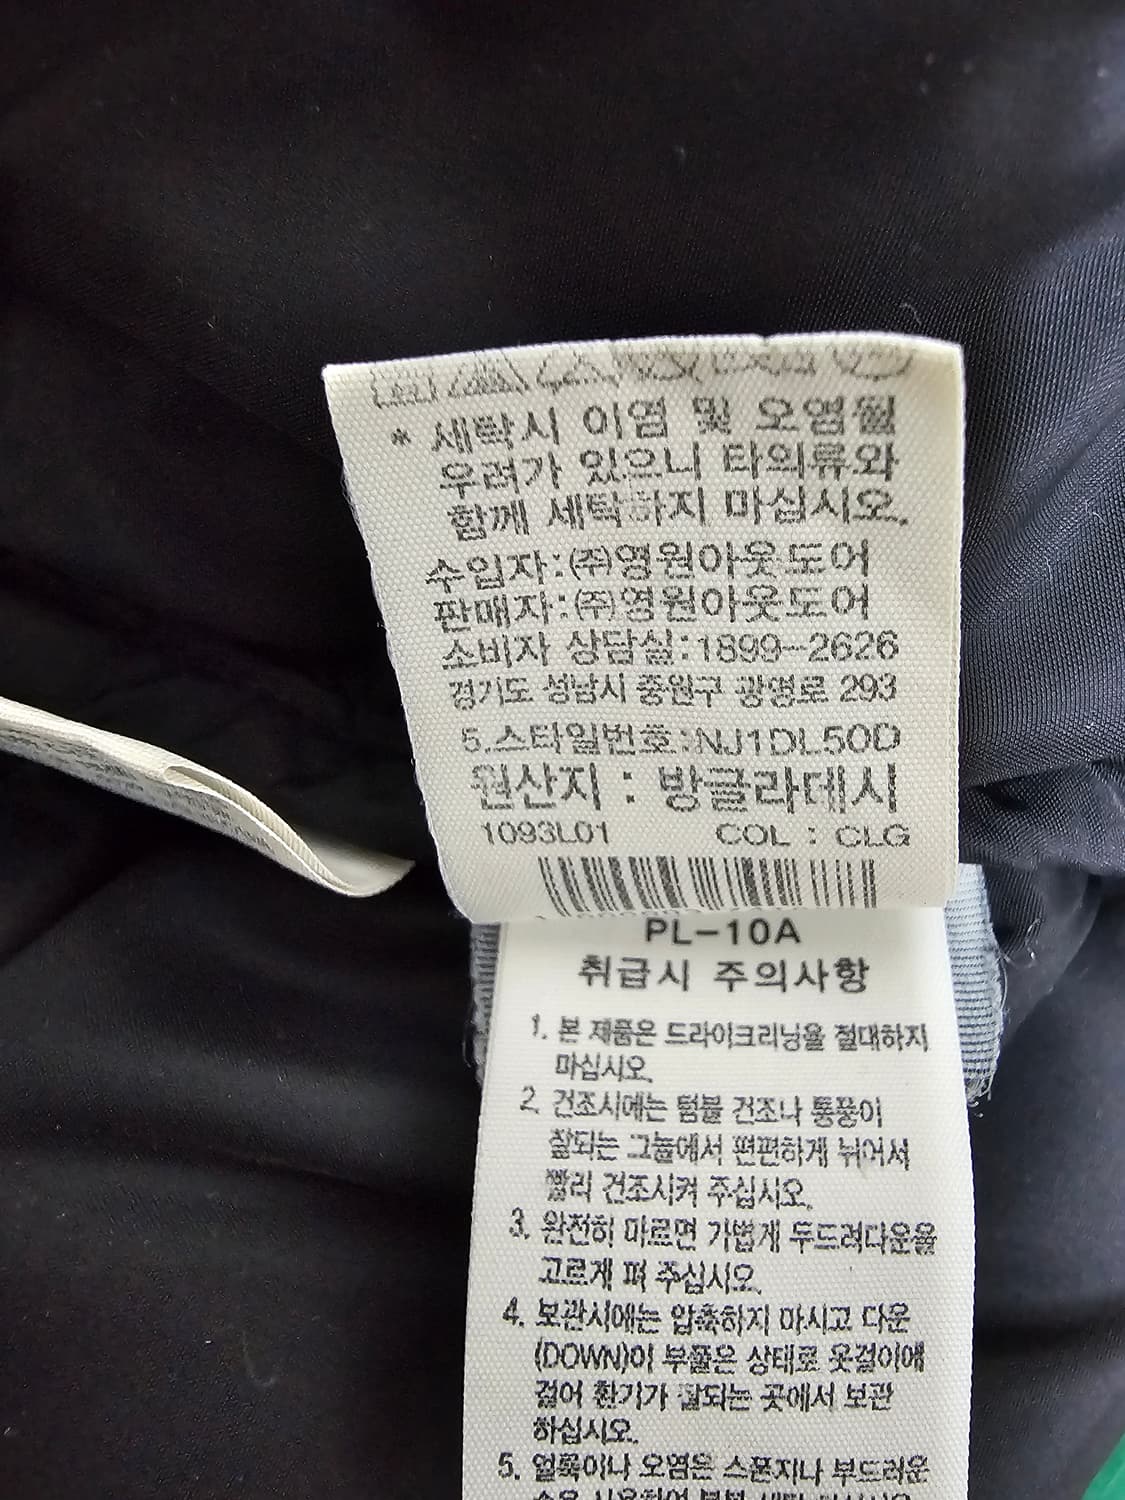 * 세탁시 이염 및 오염될
우려가 있으니 타의류와
함께 세탁하지 마십시오.
수입자:㈜영원아웃도어
판매자:㈜영원아웃도어
소비자 상담실:1899-2626
경기도 성남시 중원구 광명로 293
5.스타일번호:NJ1DL50D
원산지 : 방글라데시
1093L01 COL : CLG
PL-10A
취급시 주의사항
1. 본 제품은 드라이크리닝을 절대하지
마십시오.
2. 건조시에는 텀블 건조나 통풍이
잘되는 그늘에서 편편하게 뉘어서
빨리 건조시켜 주십시오.
3. 완전히 마르면 가볍게 두드려다운을
고르게 펴 주십시오.
4. 보관시에는 압축하지 마시고 다운
(DOWN)이 부풀은 상태로 옷걸이에
걸어 환기가 잘되는 곳에서 보관
하십시오.
5. 얼룩이나 오염은 스폰지나 부드러운